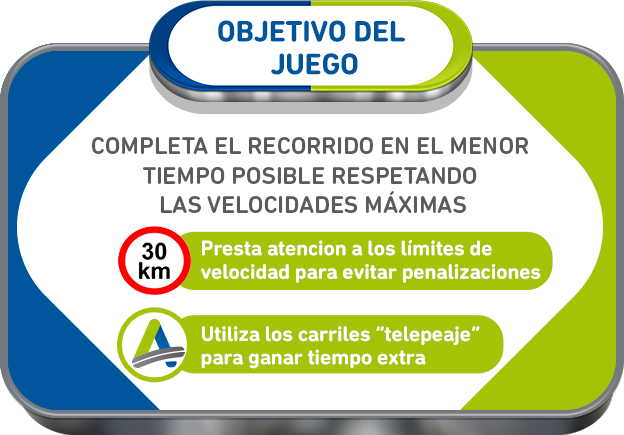 OBJETIVO DEL
JUEGO
COMPLETA EL RECORRIDO EN EL MENOR
TIEMPO POSIBLE RESPETANDO
LAS VELOCIDADES MÁXIMAS
30
km
Presta atencion a los límites de
velocidad para evitar penalizaciones
Utiliza los carriles “telepeaje”
para ganar tiempo extra